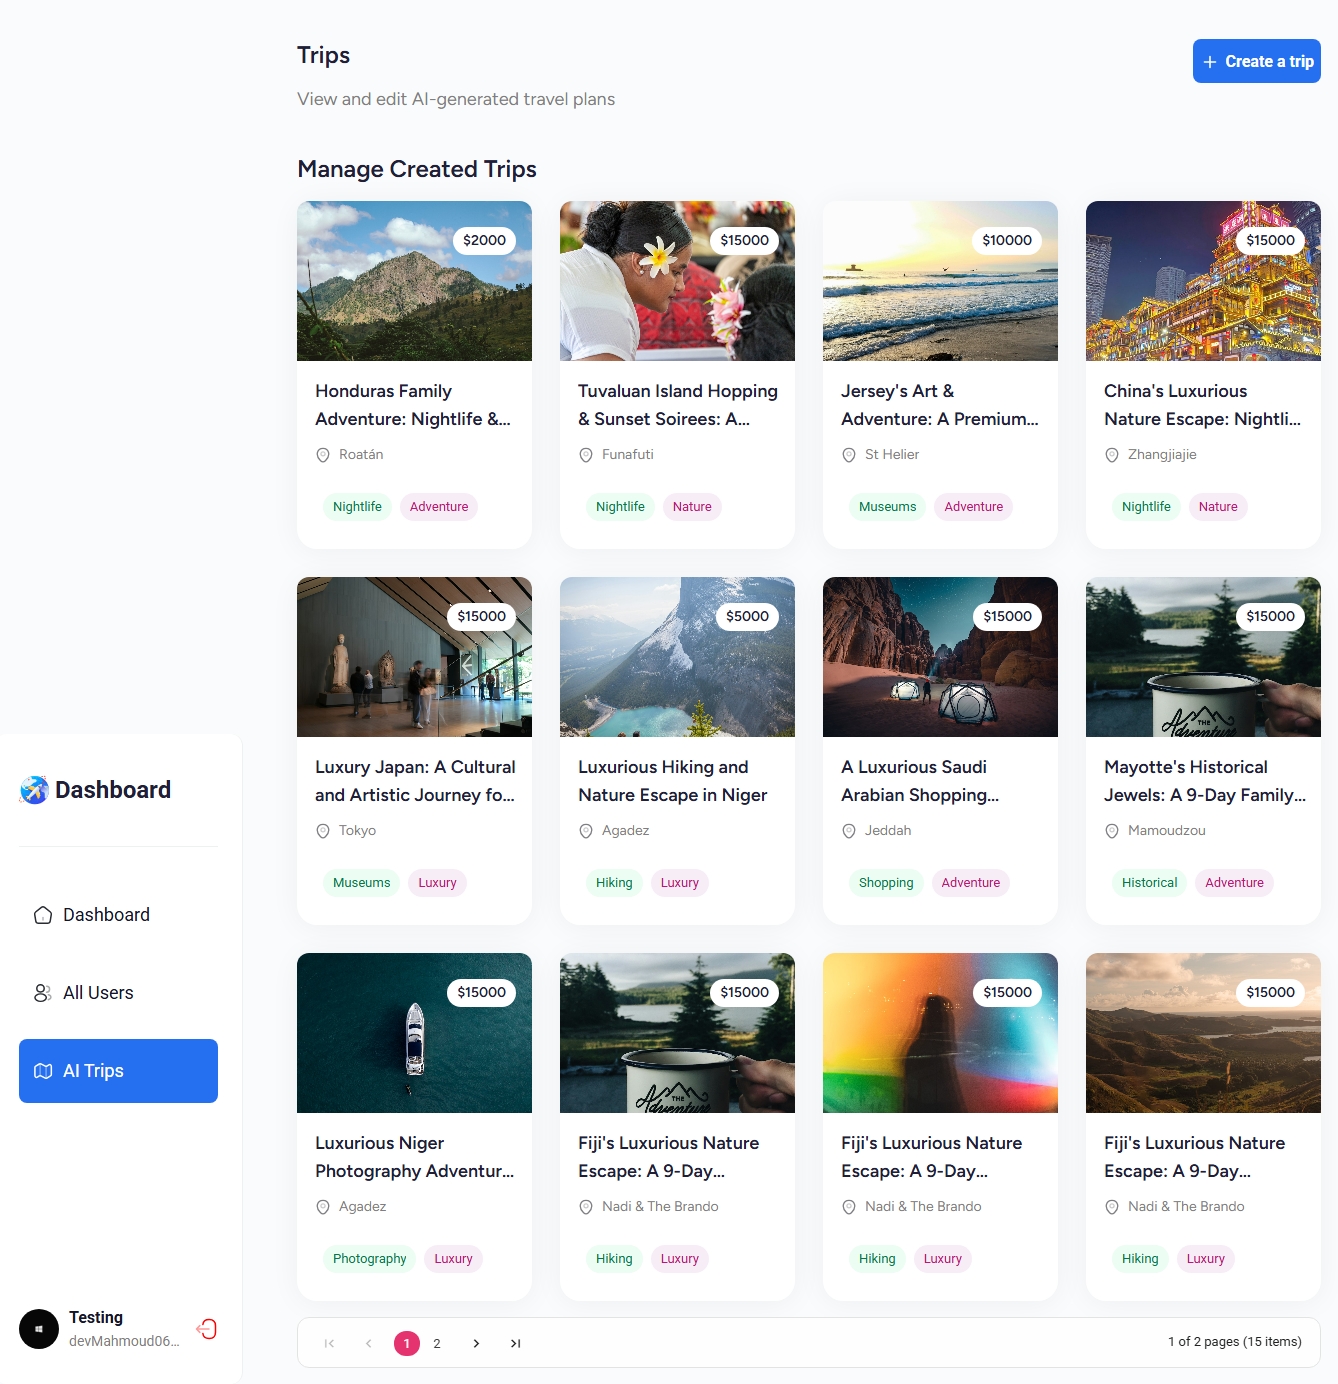 Trips
+ Create a trip
View and edit AI-generated travel plans
Manage Created Trips
$2000
$15000
$10000
$15000
Honduras Family
Adventure: Nightlife &...
Roatán
Nightlife
Adventure
Tuvaluan Island Hopping
& Sunset Soirees: A...
Funafuti
Nightlife
Nature
Jersey's Art &
Adventure: A Premium...
St Helier
Museums
Adventure
China's Luxurious
Nature Escape: Nightli...
Zhangjiajie
Nightlife
Nature
$15000
$5000
$15000
$15000
THE
Adventure
Luxury Japan: A Cultural
and Artistic Journey fo...
Tokyo
Museums
Luxury
Luxurious Hiking and
Nature Escape in Niger
Agadez
Hiking
Luxury
A Luxurious Saudi
Arabian Shopping...
Jeddah
Shopping
Adventure
Mayotte's Historical
Jewels: A 9-Day Family...
Mamoudzou
Historical
Adventure
$15000
$15000
THE
Adventure
$15000
$15000
Luxurious Niger
Photography Adventur...
Agadez
Photography
Luxury
Fiji's Luxurious Nature
Escape: A 9-Day...
Nadi & The Brando
Hiking
Luxury
Fiji's Luxurious Nature
Escape: A 9-Day...
Nadi & The Brando
Hiking
Luxury
Fiji's Luxurious Nature
Escape: A 9-Day...
Nadi & The Brando
Hiking
Luxury
1 2
1 of 2 pages (15 items)
Dashboard
Dashboard
All Users
AI Trips
Testing
devMahmoud06...